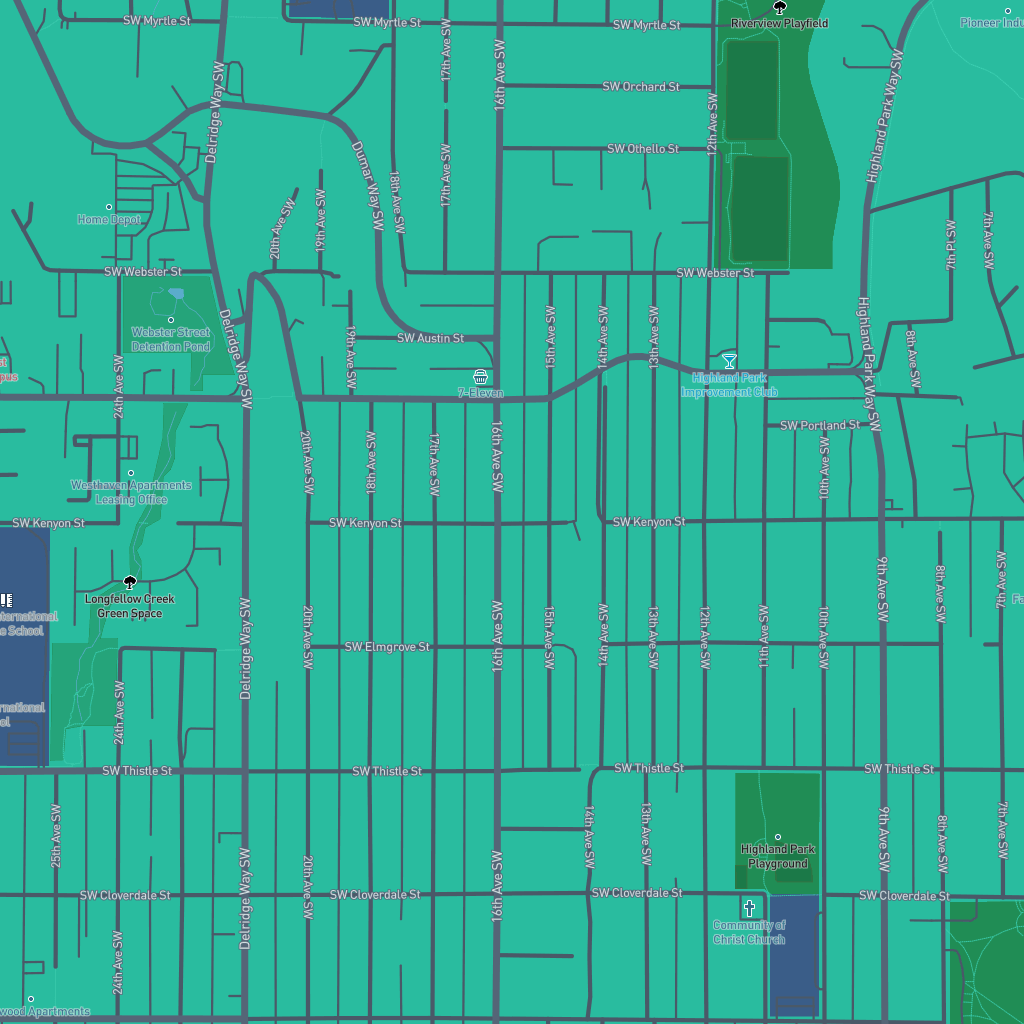 SW Myrtle St
SW Myrtle St
SW Myrtle St
Riverview Playfield
17th Ave SW
16th Ave SW
Delridge Way SW
Highland Park Way SW
SW Orchard St
12th Ave SW
SW Othello St
Dumar Way SW
17th Ave SW
18th Ave SW
Home Depot
20th Ave SW
19th Ave SW
7th Pl SW
7th Ave SW
SW Webster St
SW Webster St
Webster Street
Detention Pond
Delridge Way SW
19th Ave SW
SW Austin St
15th Ave SW
14th Ave SW
13th Ave SW
Highland Park Way SW
8th Ave SW
24th Ave SW
7-Eleven
Highland Park
Improvement Club
SW Portland St
20th Ave SW
18th Ave SW
17th Ave SW
16th Ave SW
10th Ave SW
Westhaven Apartments
Leasing Office
SW Kenyon St
SW Kenyon St
SW Kenyon St
9th Ave SW
8th Ave SW
7th Ave SW
Longfellow Creek
Green Space
Delridge Way SW
20th Ave SW
16th Ave SW
15th Ave SW
14th Ave SW
13th Ave SW
12th Ave SW
11th Ave SW
10th Ave SW
SW Elmgrove St
24th Ave SW
SW Thistle St
SW Thistle St
SW Thistle St
SW Thistle St
25th Ave SW
14th Ave SW
13th Ave SW
9th Ave SW
8th Ave SW
7th Ave SW
Highland Park
Playground
Delridge Way SW
20th Ave SW
16th Ave SW
SW Cloverdale St
SW Cloverdale St
SW Cloverdale St
SW Cloverdale St
24th Ave SW
Community of
Christ Church